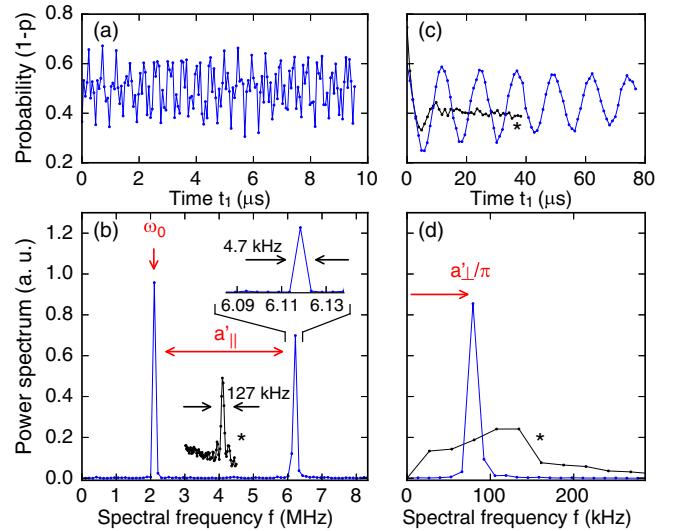 (a)
(c)
Probability (1-p)
0.8
0.6
0.4
0.2
*
0 2 4 6 8 10
0 20 40 60 80
Time t₁ (μs)
Time t₁ (μs)
(b)
(d)
Power spectrum (a. u.)
1.2
1.0
0.8
0.6
0.4
0.2
0.0
ω₀
4.7 kHz
6.09 6.11 6.13
a'∥
127 kHz
*
a'⊥/π
*
0 1 2 3 4 5 6 7 8
0 100 200
Spectral frequency f (MHz)
Spectral frequency f (kHz)